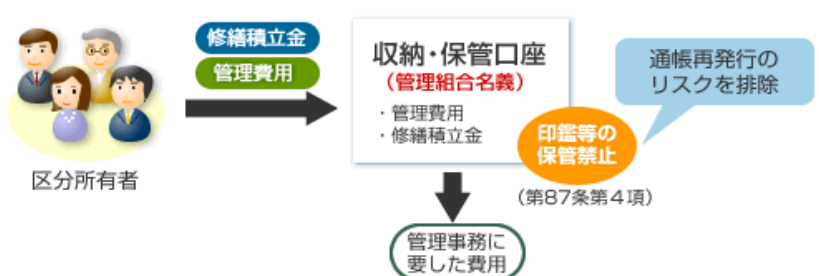 修繕積立金
管理費用
収納・保管口座
（管理組合名義）
・管理費用
・修繕積立金
通帳再発行の
リスクを排除
印鑑等の
保管禁止
（第87条第４項）
区分所有者
管理事務に
要した費用